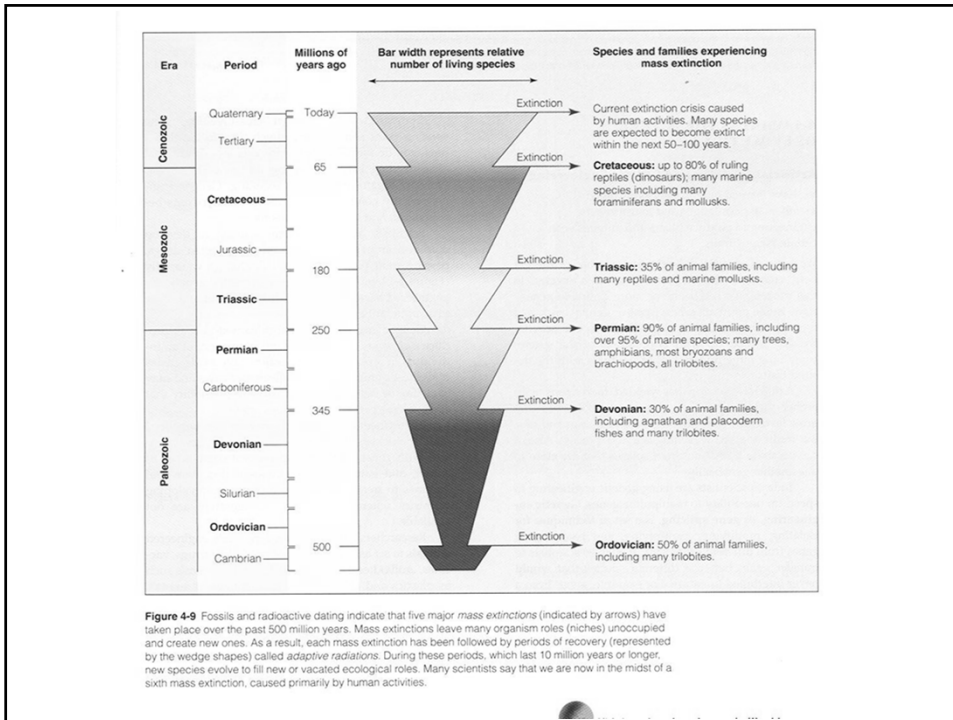 Era
Period
Millions of
years ago
Bar width represents relative
number of living species
Species and families experiencing
mass extinction
Cenozoic
Quaternary
Today
Extinction
Current extinction crisis caused
by human activities. Many species
are expected to become extinct
within the next 50–100 years.
Tertiary
65
Extinction
Cretaceous: up to 80% of ruling
reptiles (dinosaurs); many marine
species including many
foraminiferans and mollusks.
Mesozoic
Cretaceous
Jurassic
180
Extinction
Triassic: 35% of animal families, including
many reptiles and marine mollusks.
Triassic
250
Extinction
Permian: 90% of animal families, including
over 95% of marine species; many trees,
amphibians, most bryozoans and
brachiopods, all trilobites.
Paleozoic
Permian
Carboniferous
345
Extinction
Devonian: 30% of animal families,
including agnathan and placoderm
fishes and many trilobites.
Devonian
Silurian
Ordovician
500
Extinction
Ordovician: 50% of animal families,
including many trilobites.
Cambrian
Figure 4-9 Fossils and radioactive dating indicate that five major mass extinctions (indicated by arrows) have
taken place over the past 500 million years. Mass extinctions leave many organism roles (niches) unoccupied
and create new ones. As a result, each mass extinction has been followed by periods of recovery (represented
by the wedge shapes) called adaptive radiations. During these periods, which last 10 million years or longer,
new species evolve to fill new or vacated ecological roles. Many scientists say that we are now in the midst of a
sixth mass extinction, caused primarily by human activities.